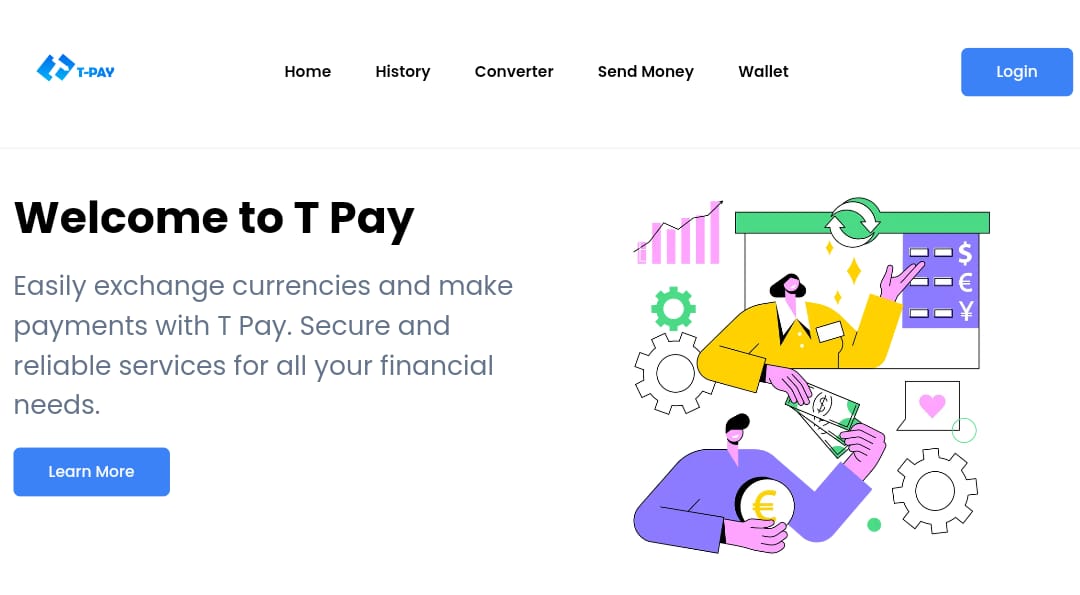 T-PAY
Home
History
Converter
Send Money
Wallet
Login
Welcome to T Pay
Easily exchange currencies and make
payments with T Pay. Secure and
reliable services for all your financial
needs.
Learn More
$
€
¥
$
€